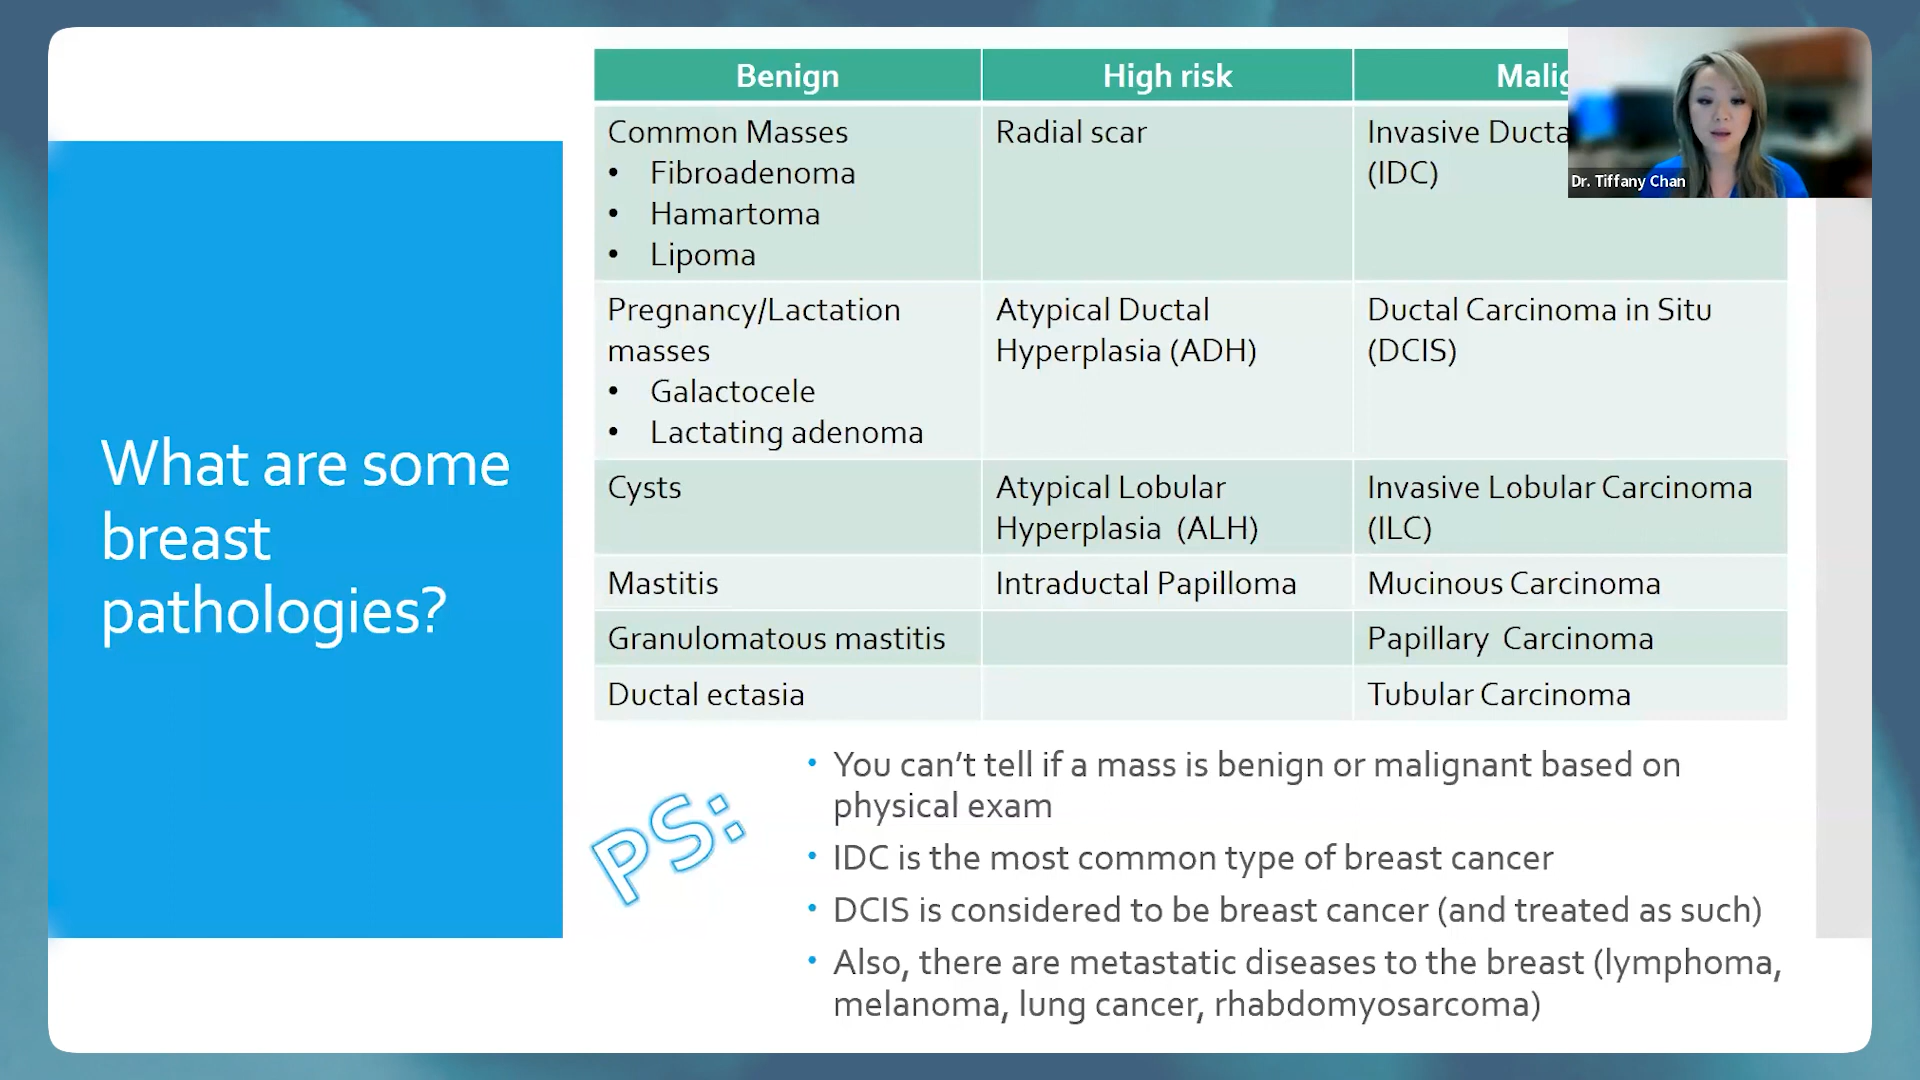 What are some
breast
pathologies?
Benign
High risk
Common Masses
• Fibroadenoma
• Hamartoma
• Lipoma
Radial scar
Invasive
(IDC)
Dr. Tiffany Chan
Pregnancy/Lactation
masses
• Galactocele
• Lactating adenoma
Atypical Ductal
Hyperplasia (ADH)
Ductal Carcinoma in Situ
(DCIS)
Cysts
Atypical Lobular
Hyperplasia (ALH)
Invasive Lobular Carcinoma
(ILC)
Mastitis
Intraductal Papilloma
Mucinous Carcinoma
Granulomatous mastitis
Papillary Carcinoma
Ductal ectasia
Tubular Carcinoma
PS:
• You can’t tell if a mass is benign or malignant based on
physical exam
• IDC is the most common type of breast cancer
• DCIS is considered to be breast cancer (and treated as such)
• Also, there are metastatic diseases to the breast (lymphoma,
melanoma, lung cancer, rhabdomyosarcoma)